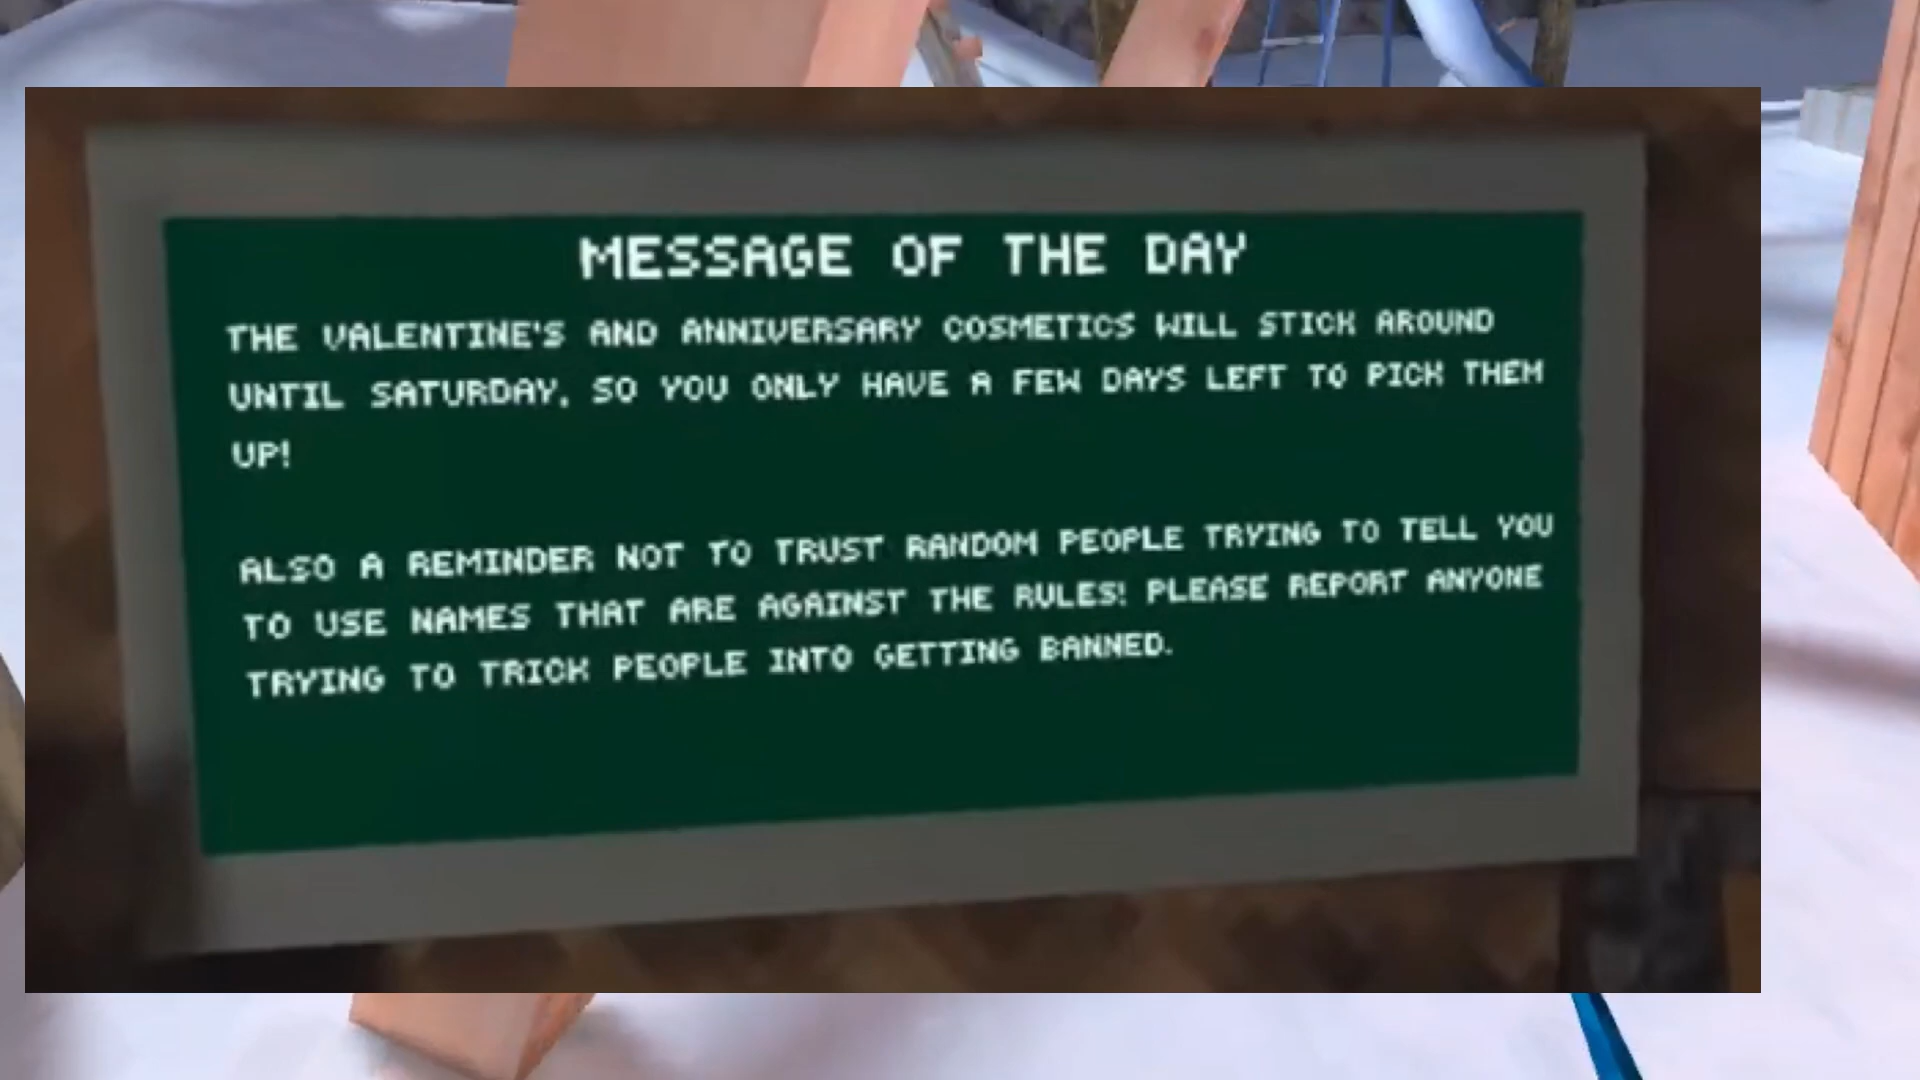 MESSAGE OF THE DAY
THE VALENTINE'S AND ANNIVERSARY COSMETICS WILL STICK AROUND
UNTIL SATURDAY, SO YOU ONLY HAVE A FEW DAYS LEFT TO PICK THEM
UP!
ALSO A REMINDER NOT TO TRUST RANDOM PEOPLE TRYING TO TELL YOU
TO USE NAMES THAT ARE AGAINST THE RULES! PLEASE REPORT ANYONE
TRYING TO TRICK PEOPLE INTO GETTING BANNED.